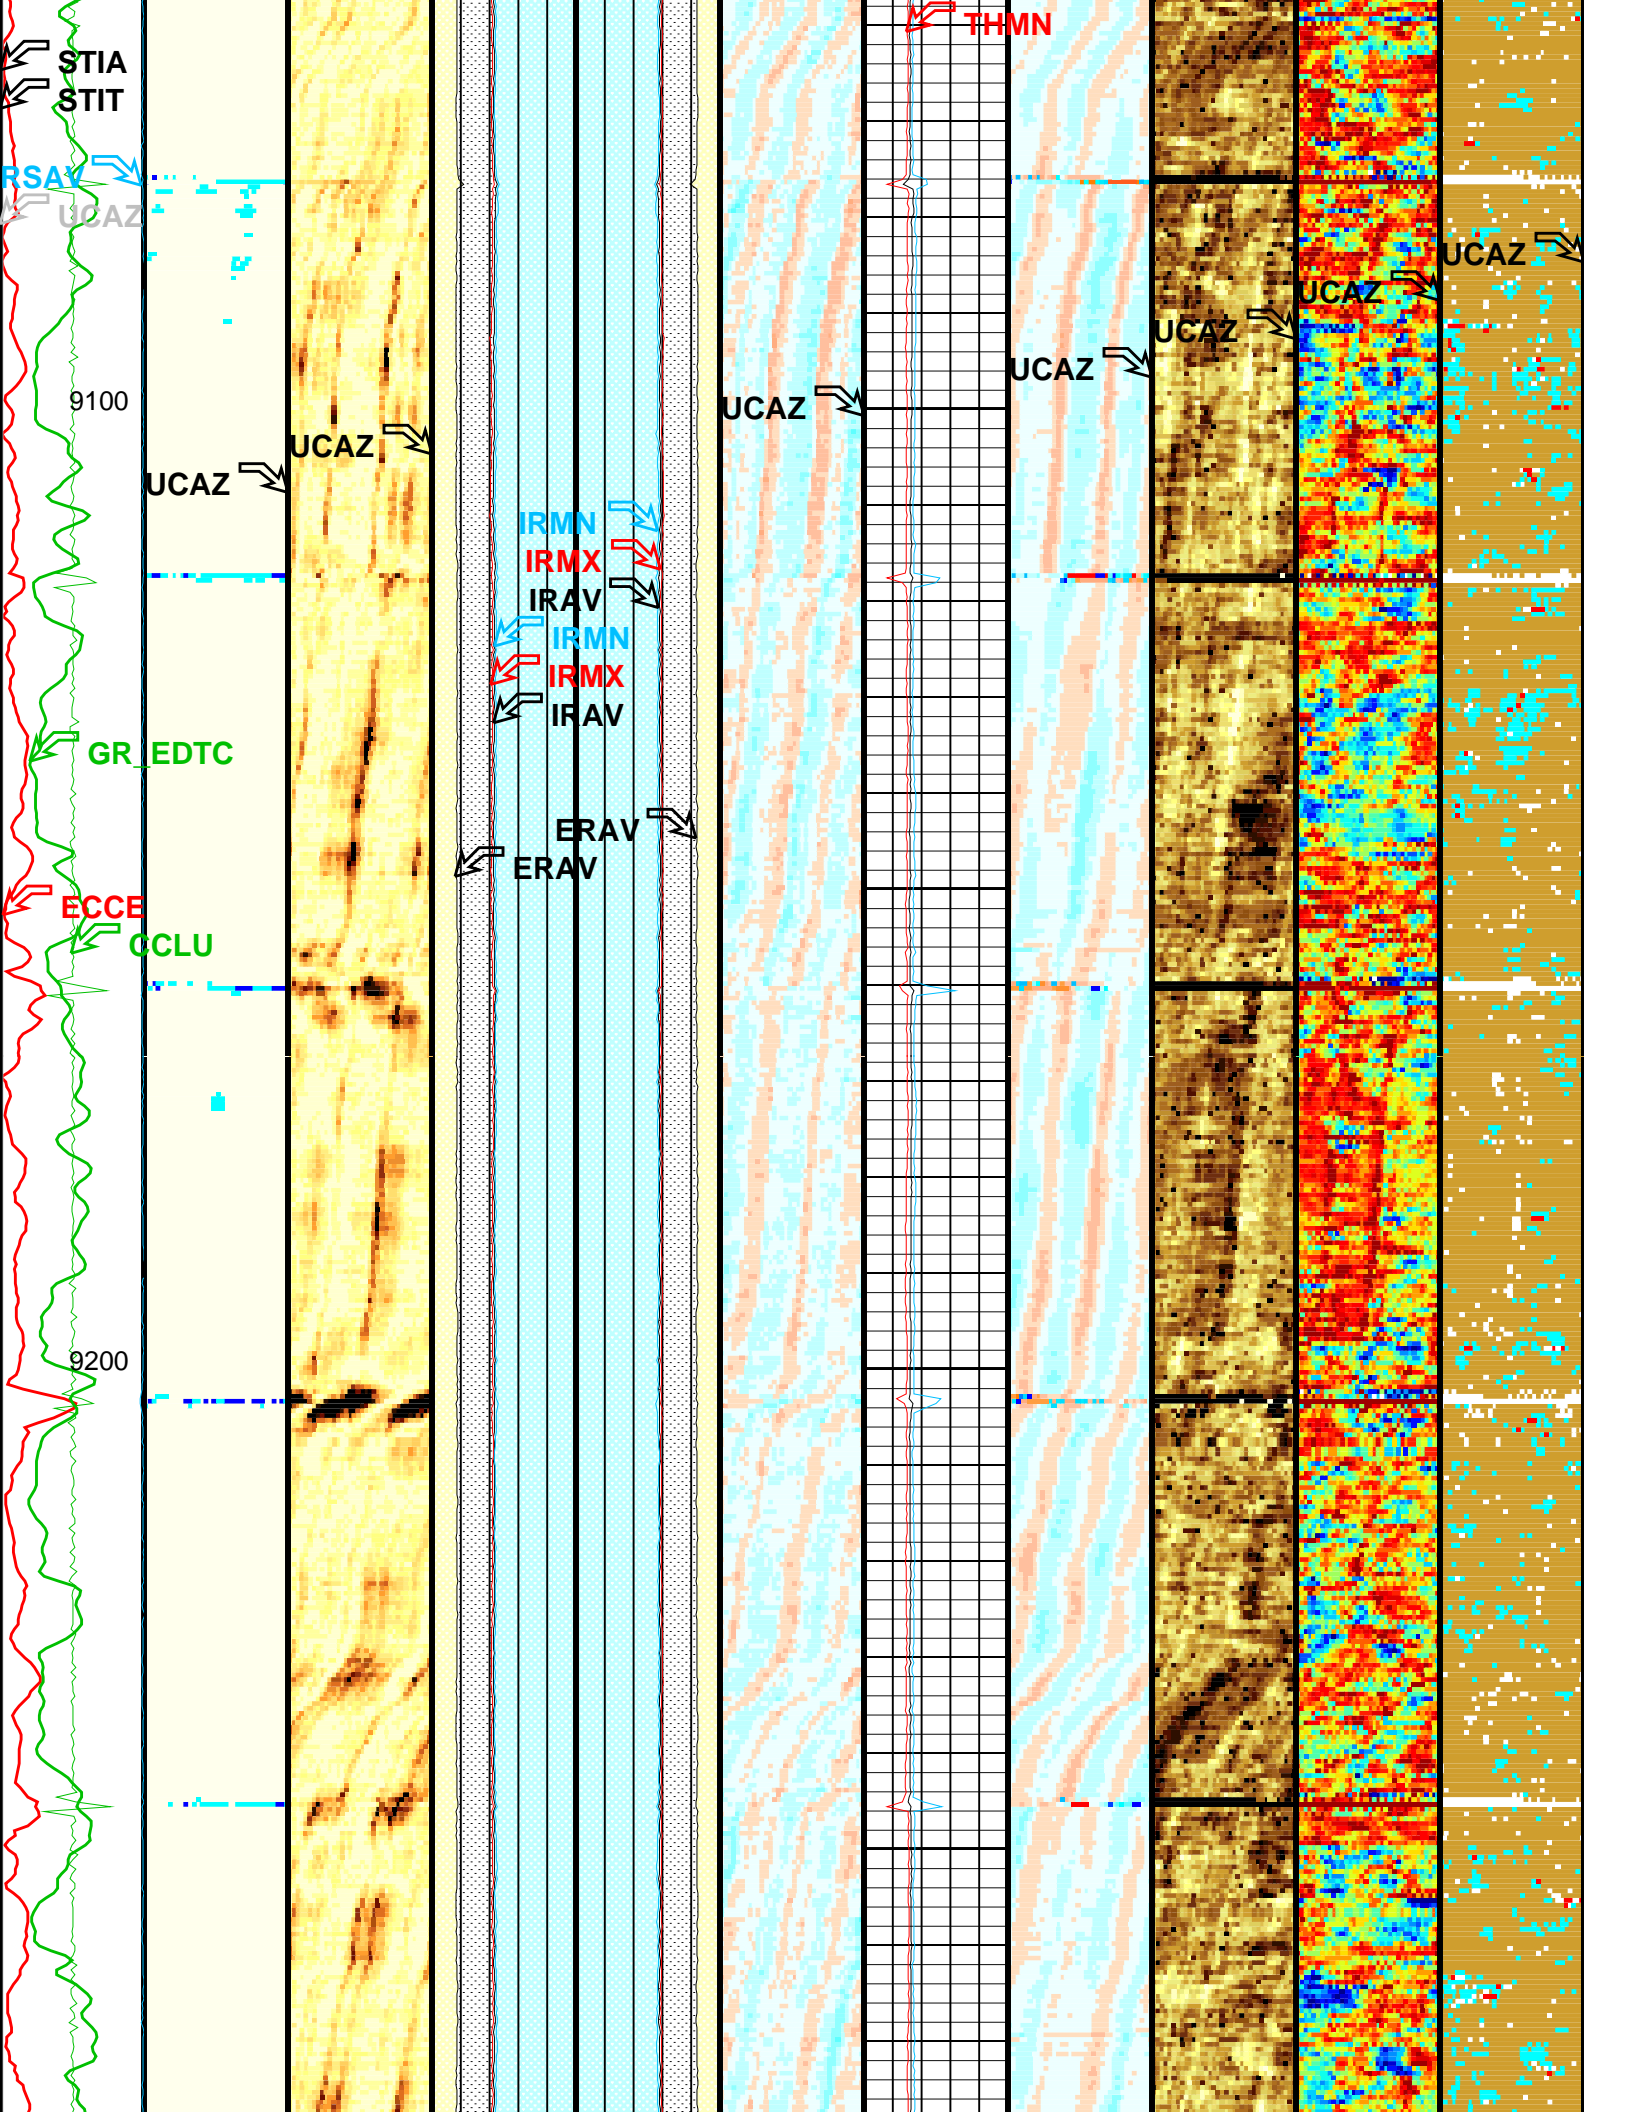 THMN
STIA
STIT
RSAV
UCAZ
UCAZ
UCAZ
UCAZ
UCAZ
9100
UCAZ
UCAZ
UCAZ
IRMN
IRMX
IRAV
IRMN
IRMX
IRAV
GR_EDTC
ERAV
ERAV
ECCE
CCLU
9200